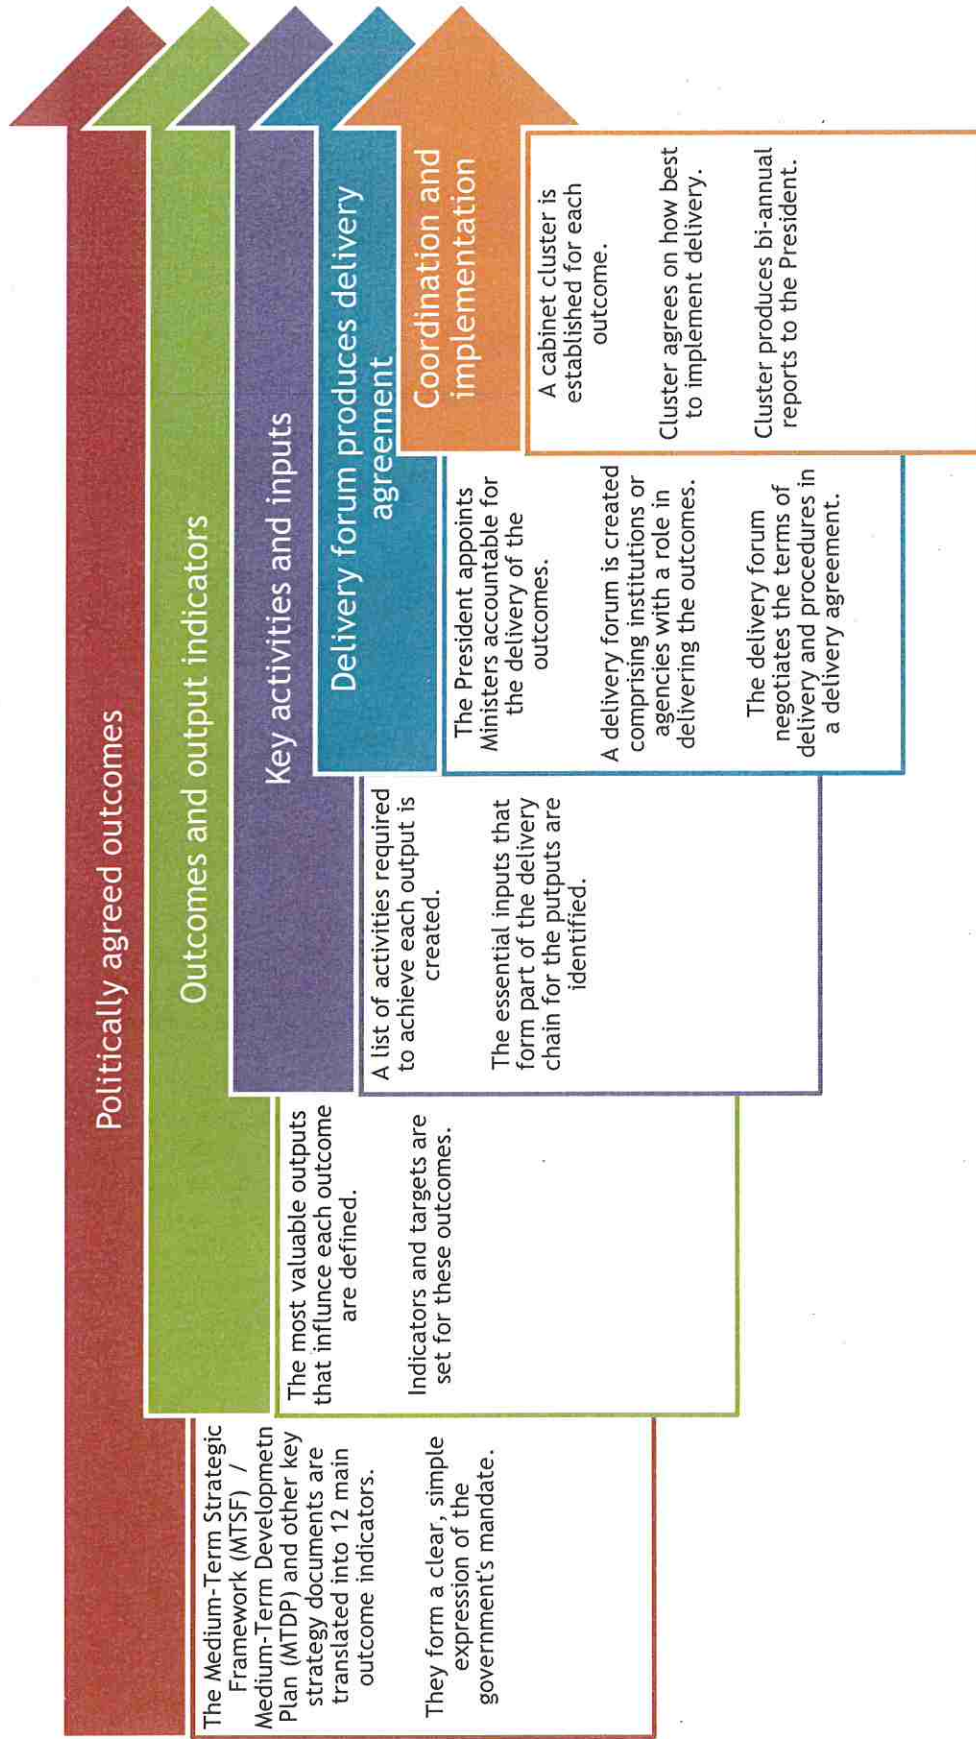 Politically agreed outcomes
The Medium-Term Strategic
Framework (MTSF) /
Medium-Term Developmetn
Plan (MTDP) and other key
strategy documents are
translated into 12 main
outcome indicators.
They form a clear, simple
expression of the
government's mandate.
Outcomes and output indicators
The most valuable outputs
that influnce each outcome
are defined.
Indicators and targets are
set for these outcomes.
Key activities and inputs
A list of activities required
to achieve each output is
created.
The essential inputs that
form part of the delivery
chain for the putputs are
identified.
Delivery forum produces delivery
agreement
The President appoints
Ministers accountable for
the delivery of the
outcomes.
A delivery forum is created
comprising institutions or
agencies with a role in
delivering the outcomes.
The delivery forum
negotiates the terms of
delivery and procedures in
a delivery agreement.
Coordination and
implementation
A cabinet cluster is
established for each
outcome.
Cluster agrees on how best
to implement delivery.
Cluster produces bi-annual
reports to the President.